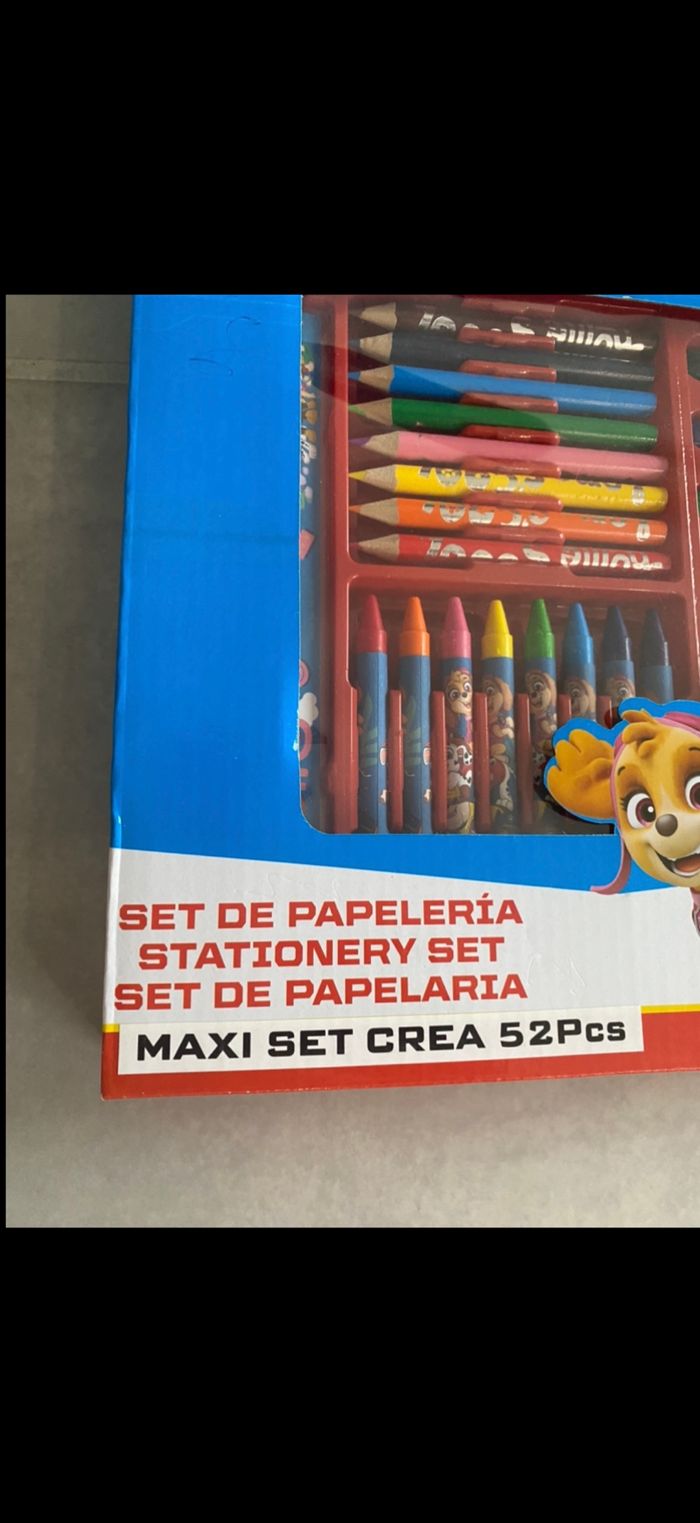 SET DE PAPELERÍA
STATIONERY SET
SET DE PAPELARIA
MAXI SET CREA 52Pcs